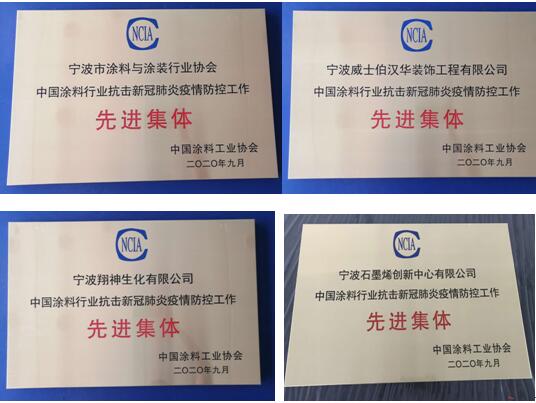 NCIA
宁波市涂料与涂装行业协会
中国涂料行业抗击新冠肺炎疫情防控工作
先进集体
中国涂料工业协会
二〇二〇年九月
NCIA
宁波威士伯汉华装饰工程有限公司
中国涂料行业抗击新冠肺炎疫情防控工作
先进集体
中国涂料工业协会
二〇二〇年九月
NCIA
宁波翔神生化有限公司
中国涂料行业抗击新冠肺炎疫情防控工作
先进集体
中国涂料工业协会
二〇二〇年九月
NCIA
宁波石墨烯创新中心有限公司
中国涂料行业抗击新冠肺炎疫情防控工作
先进集体
中国涂料工业协会
二〇二〇年九月